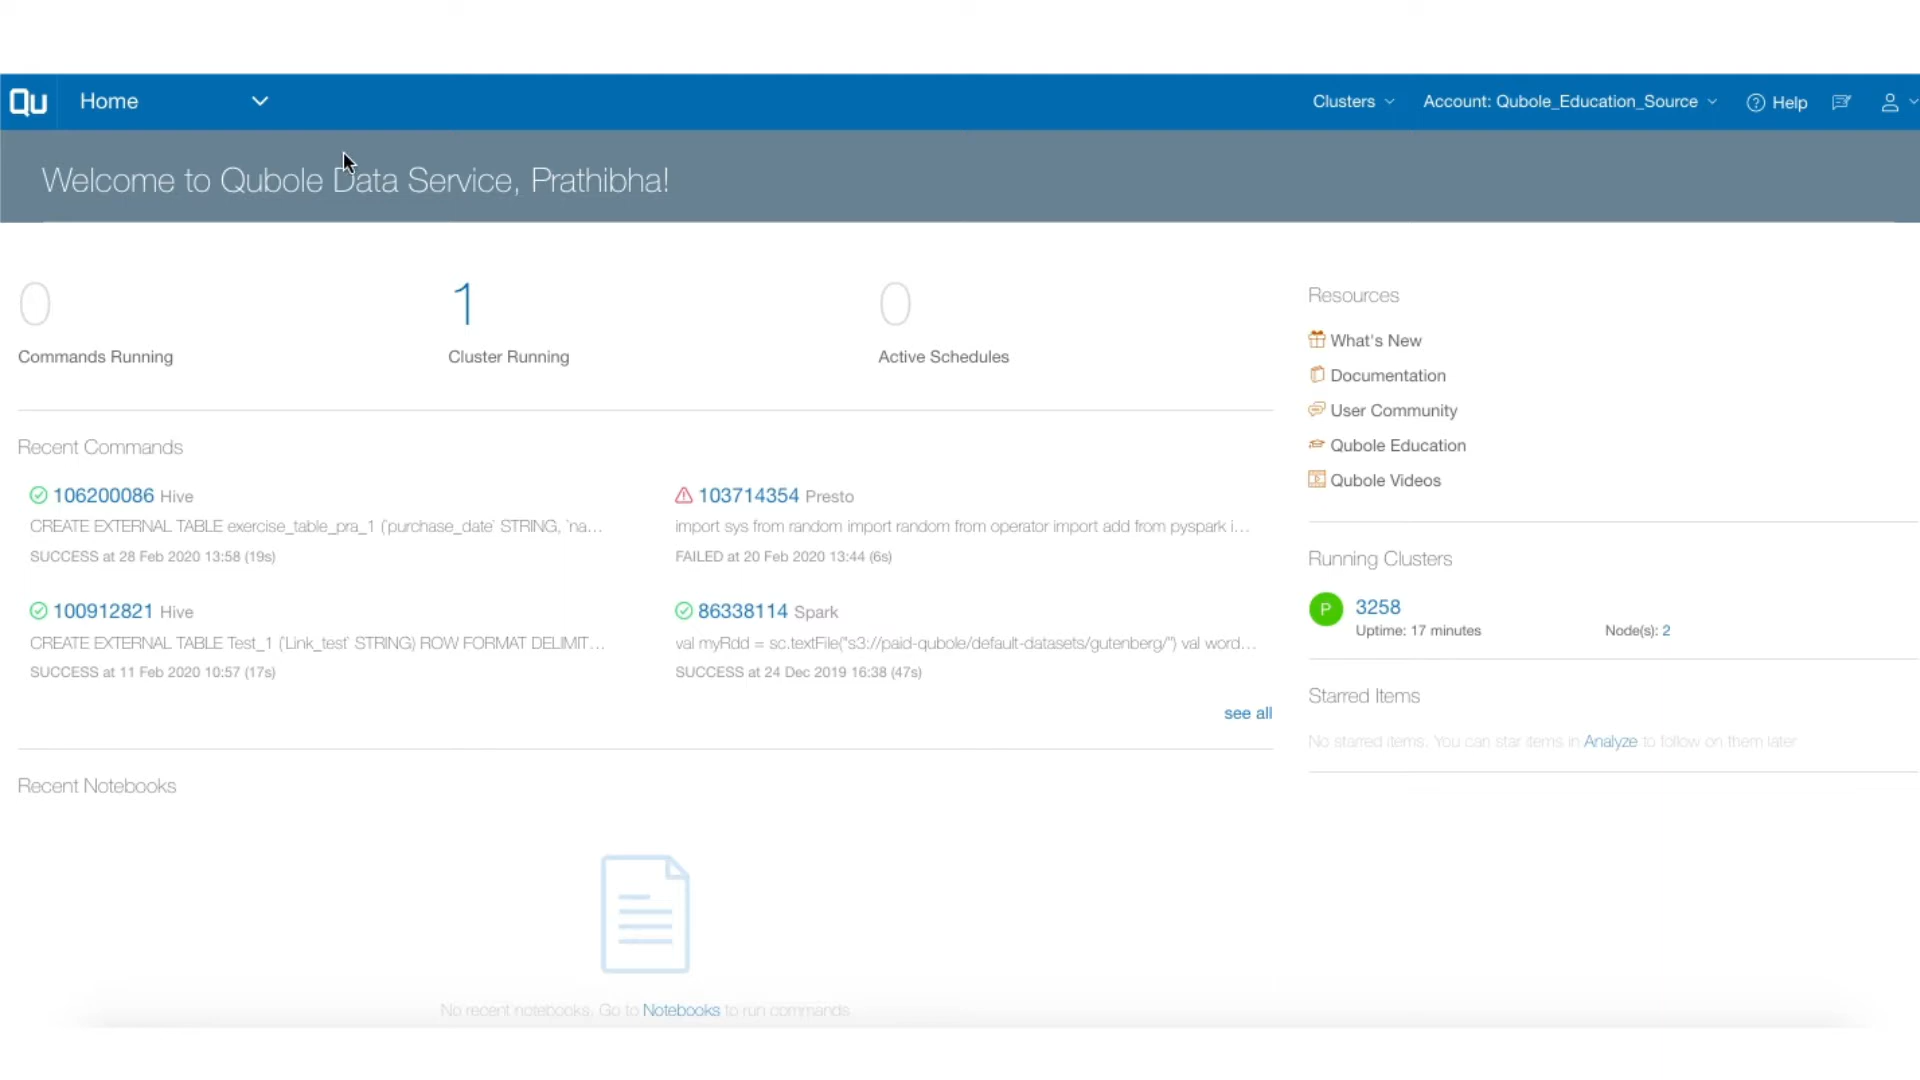 Qu Home Clusters Account: Qubole_Education_Source Help
Welcome to Qubole Data Service, Prathibha!
0 1 0
Commands Running Cluster Running Active Schedules
Recent Commands
106200086 Hive
CREATE EXTERNAL TABLE exercise_table_pra_1 (`purchase_date` STRING, `na...
SUCCESS at 28 Feb 2020 13:58 (19s)
103714354 Presto
import sys from random import random from operator import add from pyspark i...
FAILED at 20 Feb 2020 13:44 (6s)
100912821 Hive
CREATE EXTERNAL TABLE Test_1 (`Link_test` STRING) ROW FORMAT DELIMIT...
SUCCESS at 11 Feb 2020 10:57 (17s)
86338114 Spark
val myRdd = sc.textFile("s3://paid-qubole/default-datasets/gutenberg/") val word...
SUCCESS at 24 Dec 2019 16:38 (47s)
see all
Recent Notebooks
No recent notebooks. Go to Notebooks to run commands
Resources
What's New
Documentation
User Community
Qubole Education
Qubole Videos
Running Clusters
P 3258
Uptime: 17 minutes Node(s): 2
Starred Items
No starred items. You can star items in Analyze to follow on them later